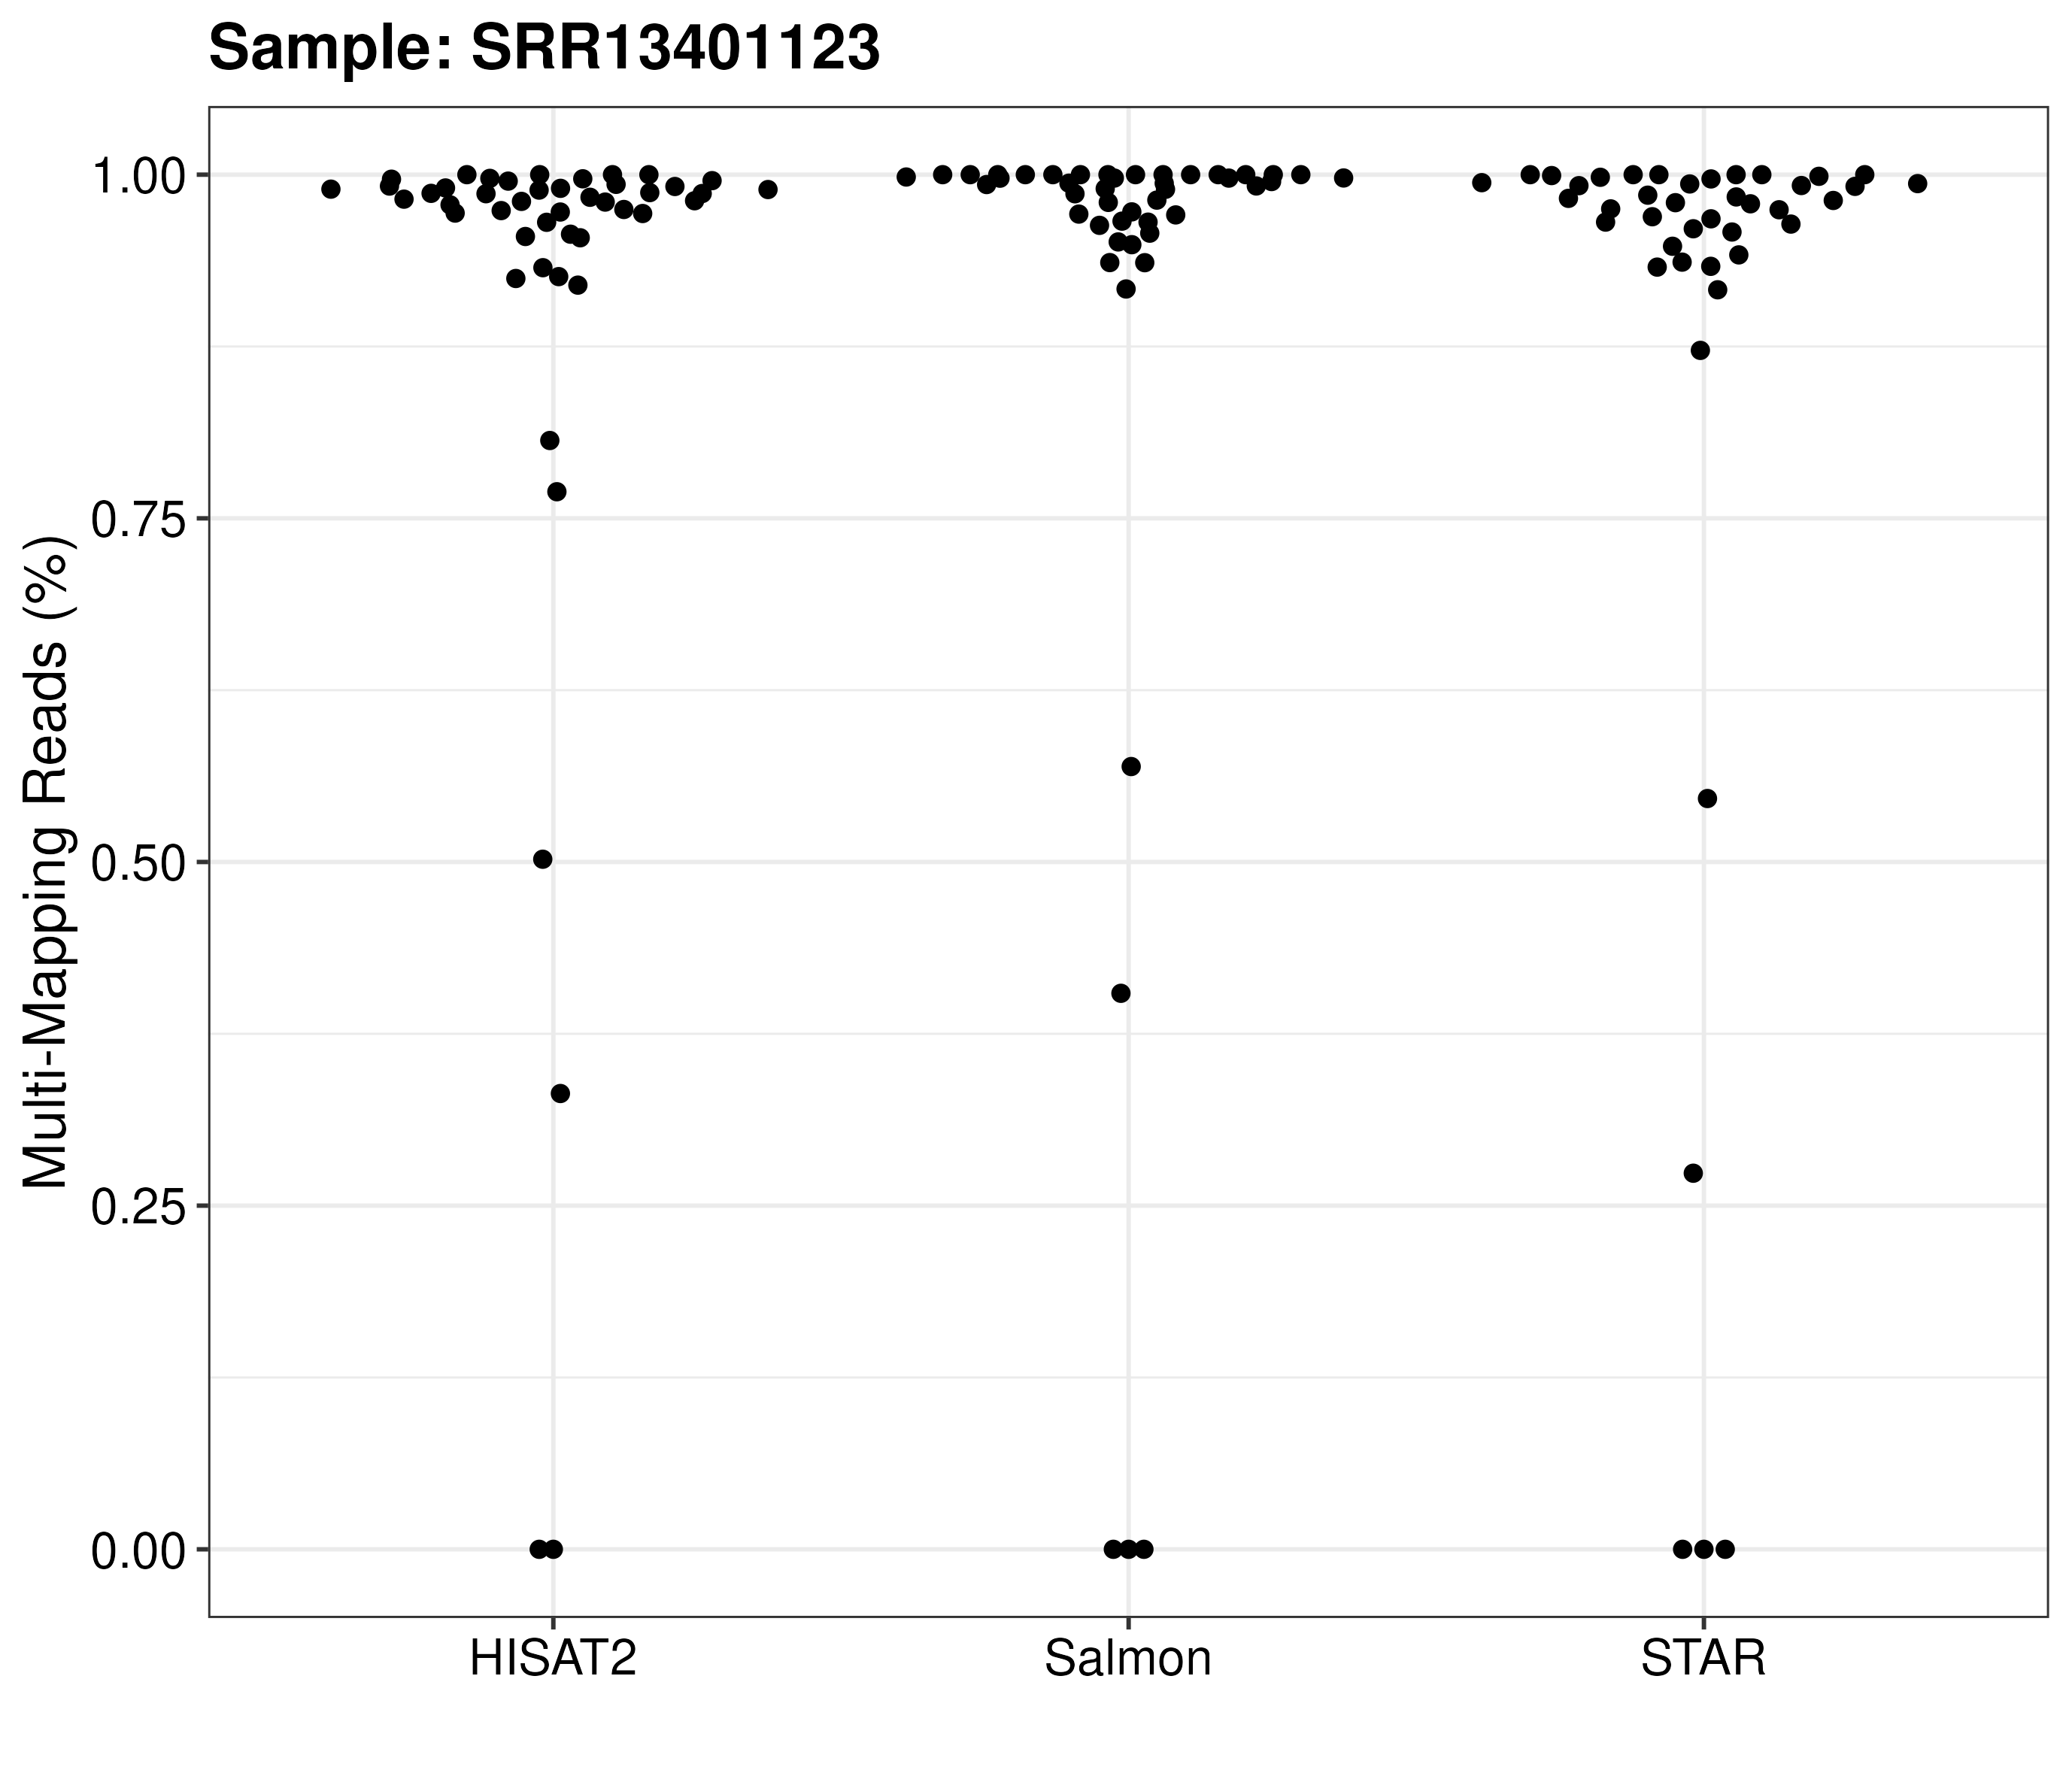 Sample: SRR13401123
Multi-Mapping Reads (%)
1.00
0.75
0.50
0.25
0.00
HISAT2 Salmon STAR